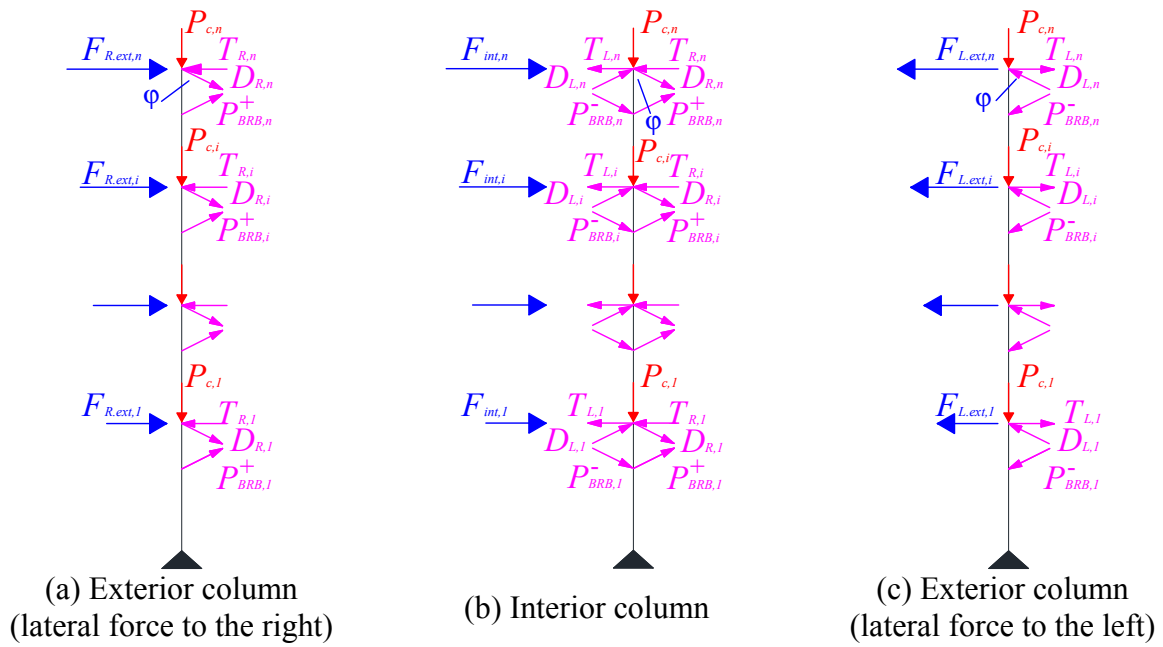 P_{c,n}
F_{R.ext,n}
T_{R,n}
D_{R,n}
φ
P^{+}_{BRB,n}
P_{c,i}
F_{R.ext,i}
T_{R,i}
D_{R,i}
P^{+}_{BRB,i}
P_{c,1}
F_{R.ext,1}
T_{R,1}
D_{R,1}
P^{+}_{BRB,1}
(a) Exterior column
(lateral force to the right)
P_{c,n}
F_{int,n}
T_{L,n}
T_{R,n}
D_{L,n}
D_{R,n}
P^{-}_{BRB,n}
φ
P^{+}_{BRB,n}
P_{c,i}
F_{int,i}
T_{L,i}
T_{R,i}
D_{L,i}
D_{R,i}
P^{-}_{BRB,i}
P^{+}_{BRB,i}
P_{c,1}
F_{int,1}
T_{L,1}
T_{R,1}
D_{L,1}
D_{R,1}
P^{-}_{BRB,1}
P^{+}_{BRB,1}
(b) Interior column
P_{c,n}
F_{L.ext,n}
T_{L,n}
D_{L,n}
φ
P^{-}_{BRB,n}
P_{c,i}
F_{L.ext,i}
T_{L,i}
D_{L,i}
P^{-}_{BRB,i}
P_{c,1}
F_{L.ext,1}
T_{L,1}
D_{L,1}
P^{-}_{BRB,1}
(c) Exterior column
(lateral force to the left)